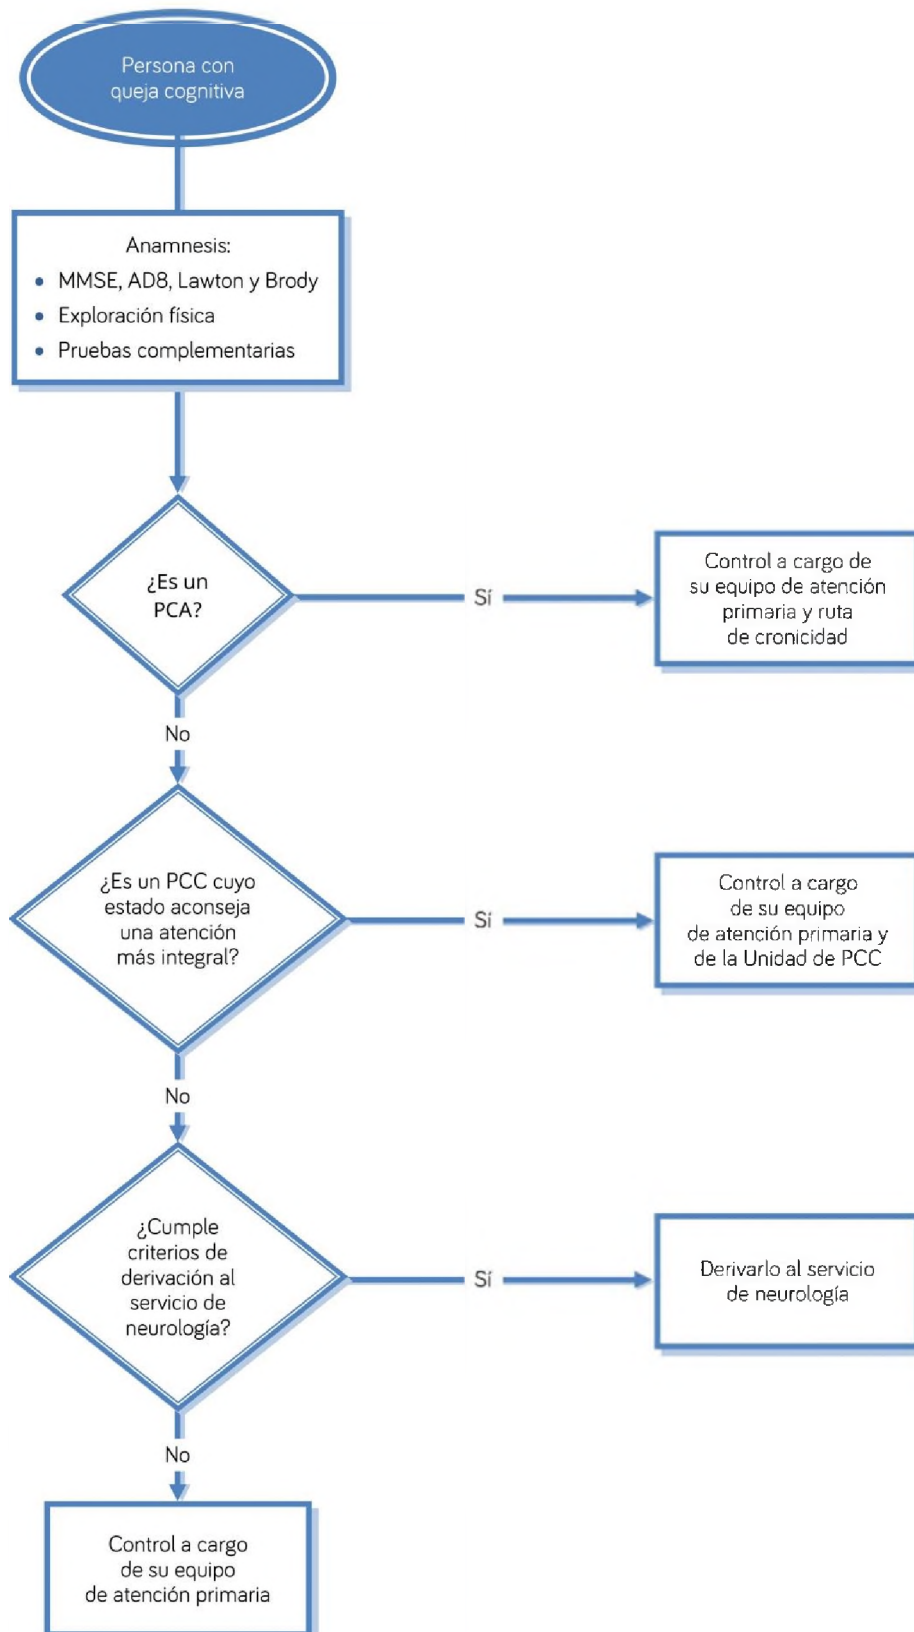 Persona con
queja cognitiva
Anamnesis:
• MMSE, AD8, Lawton y Brody
• Exploración física
• Pruebas complementarias
¿Es un
PCA?
Sí
Control a cargo de
su equipo de atención
primaria y ruta
de cronicidad
No
¿Es un PCC cuyo
estado aconseja
una atención
más integral?
Sí
Control a cargo
de su equipo
de atención primaria y
de la Unidad de PCC
No
¿Cumple
criterios de
derivación al
servicio de
neurología?
Sí
Derivarlo al servicio
de neurología
No
Control a cargo
de su equipo
de atención primaria